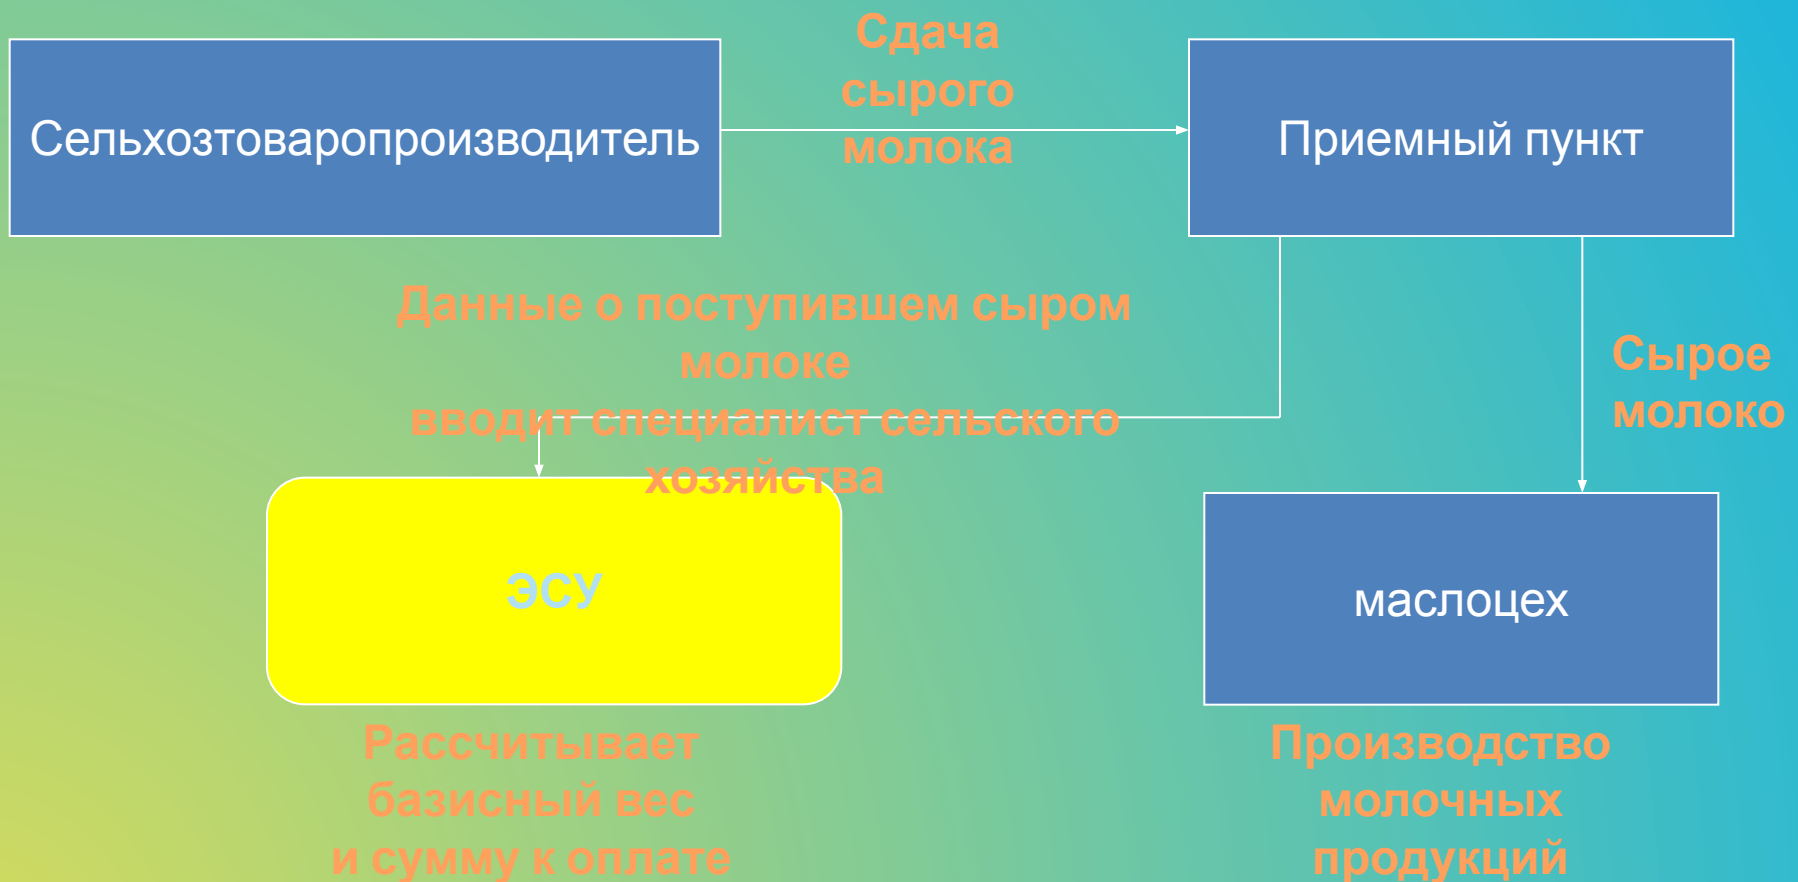 Сдача
сырого
молока
Сельхозтоваропроизводитель
Приемный пункт
Данные о поступившем сыром
молоке
вводит специалист сельского
хозяйства
Сырое
молоко
ЭСУ
маслоцех
Рассчитывает
базисный вес
и сумму к оплате
Производство
молочных
продукций